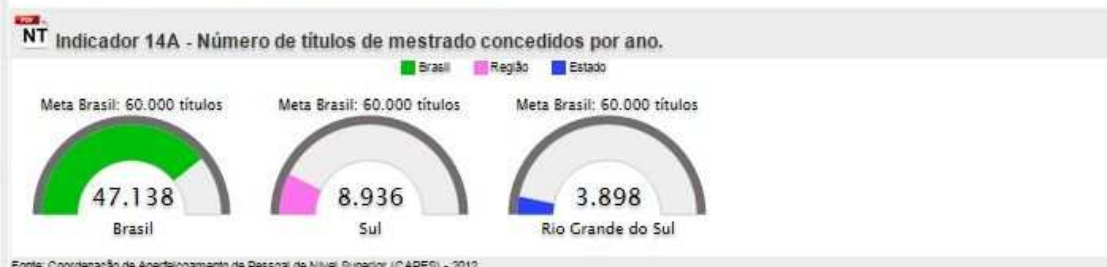 PDF
NT Indicador 14A - Número de títulos de mestrado concedidos por ano.
Brasil Região Estado
Meta Brasil: 60.000 títulos Meta Brasil: 60.000 títulos Meta Brasil: 60.000 títulos
47.138 8.936 3.898
Brasil Sul Rio Grande do Sul
Fonte: Coordenação de Aperfeiçoamento de Pessoal de Nível Superior (CAPES) - 2012